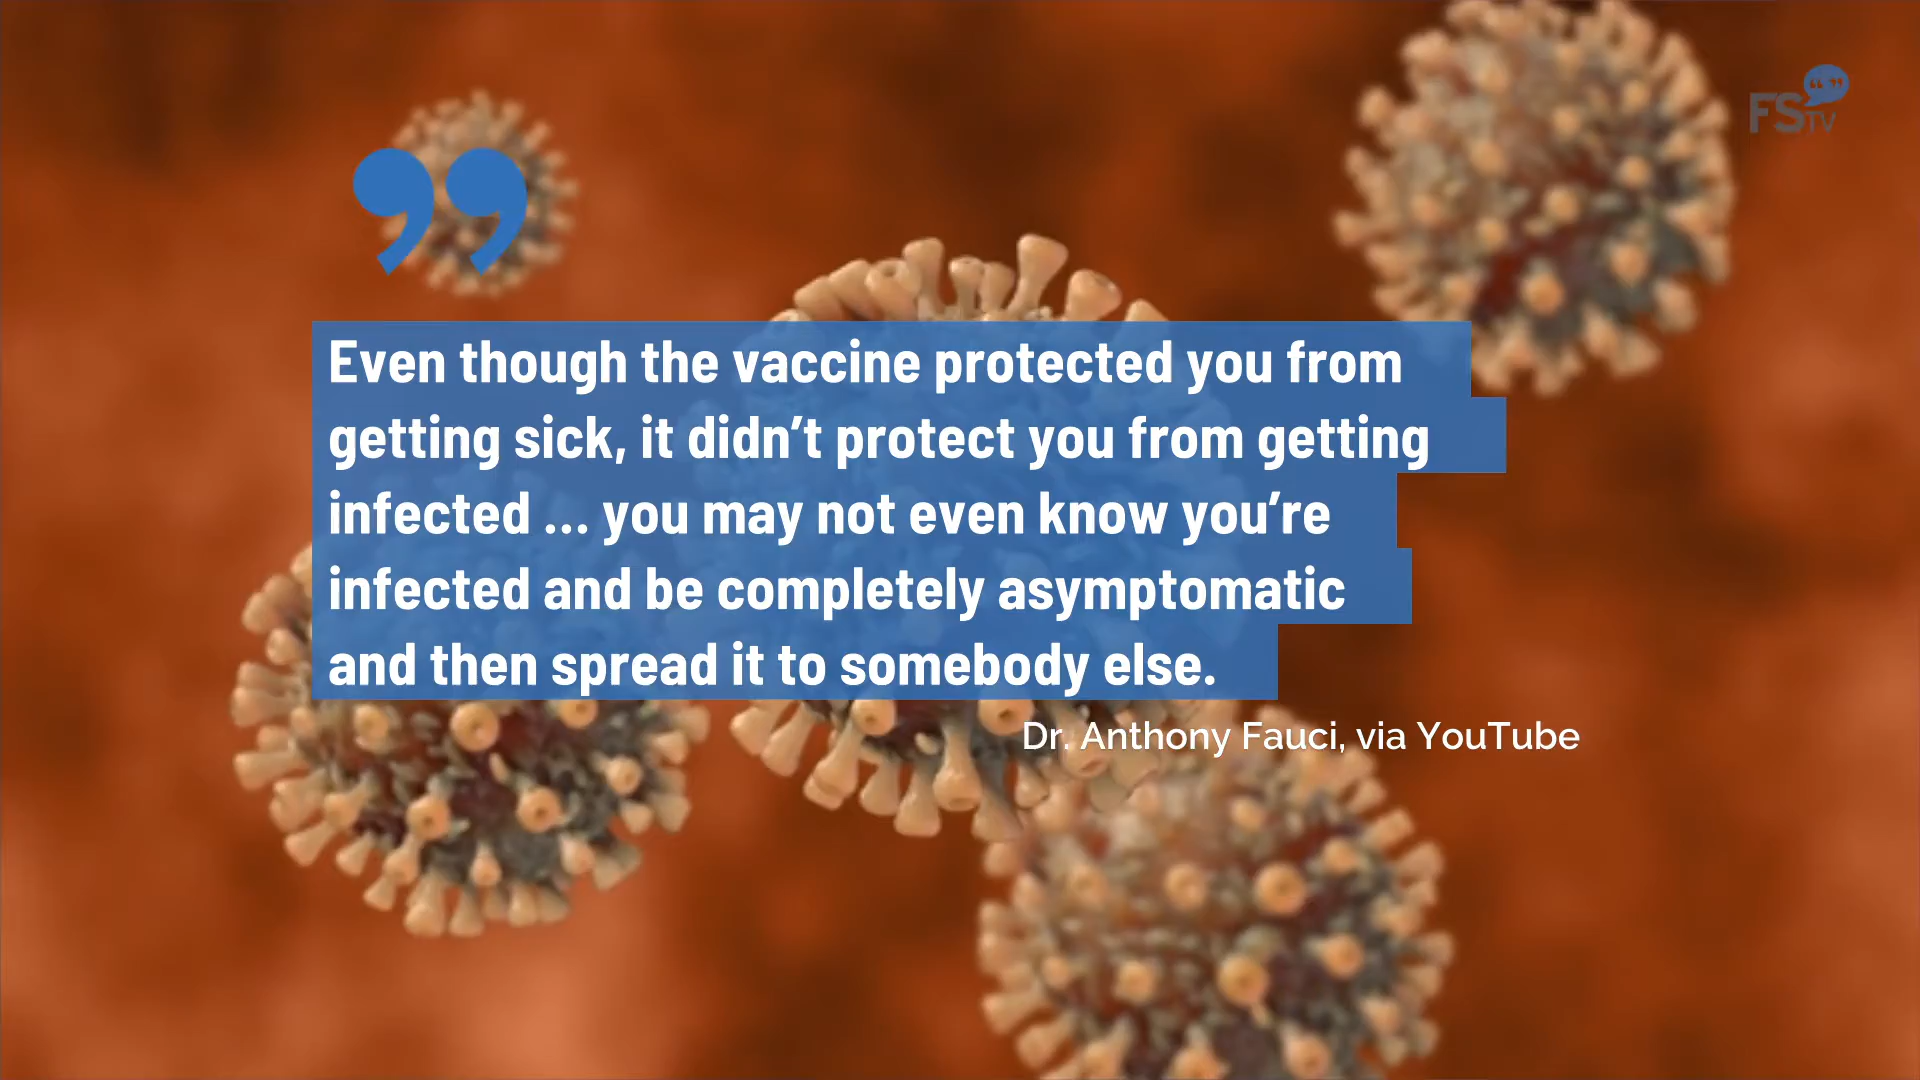 FSTV
”
Even though the vaccine protected you from
getting sick, it didn’t protect you from getting
infected ... you may not even know you’re
infected and be completely asymptomatic
and then spread it to somebody else.
Dr. Anthony Fauci, via YouTube